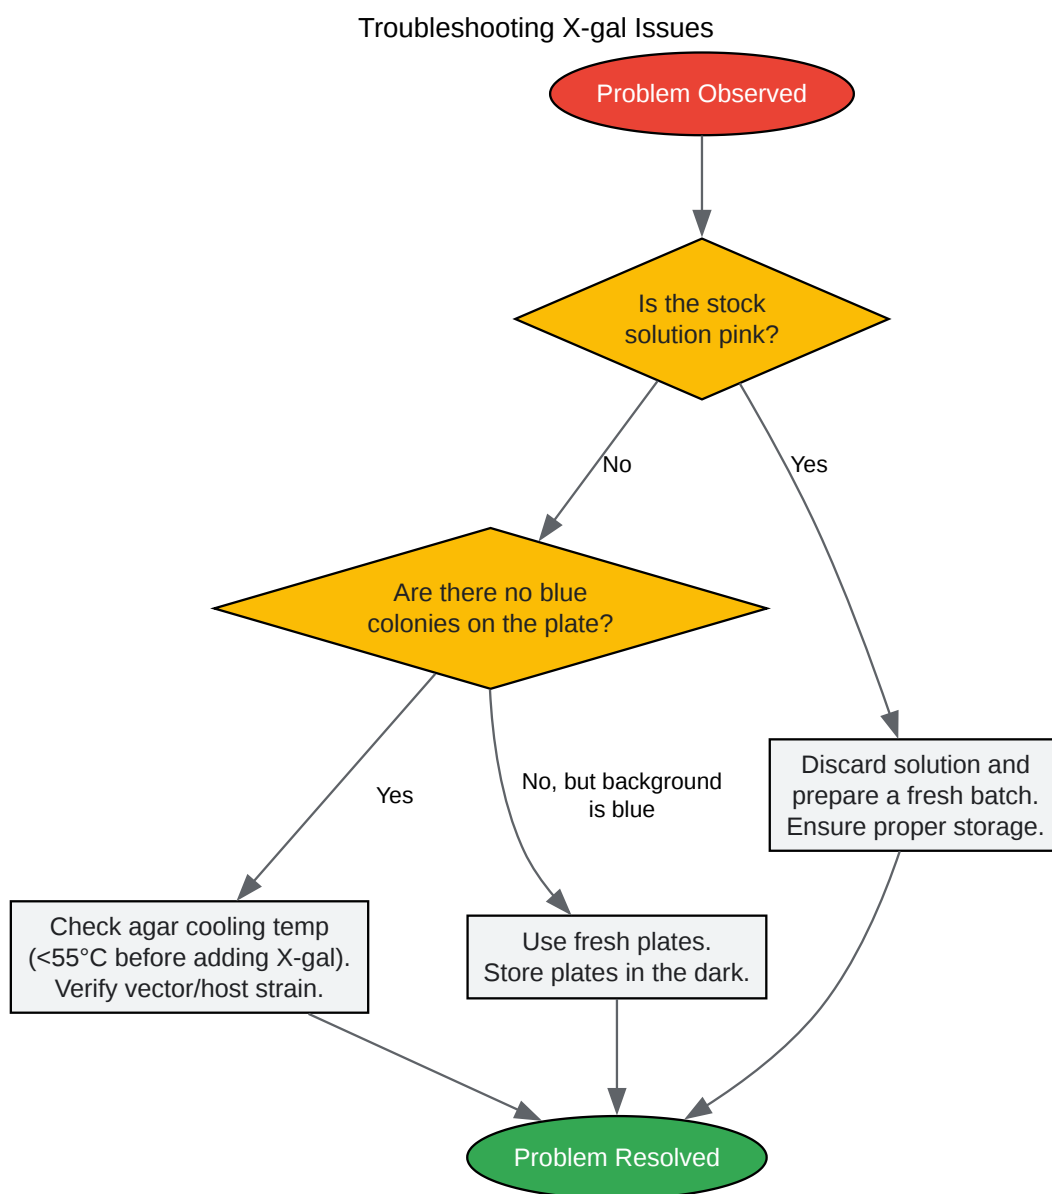 Troubleshooting X-gal Issues
Problem Observed
Is the stock
solution pink?
No
Yes
Are there no blue
colonies on the plate?
Yes
No, but background
is blue
Discard solution and
prepare a fresh batch.
Ensure proper storage.
Check agar cooling temp
(<55°C before adding X-gal).
Verify vector/host strain.
Use fresh plates.
Store plates in the dark.
Problem Resolved